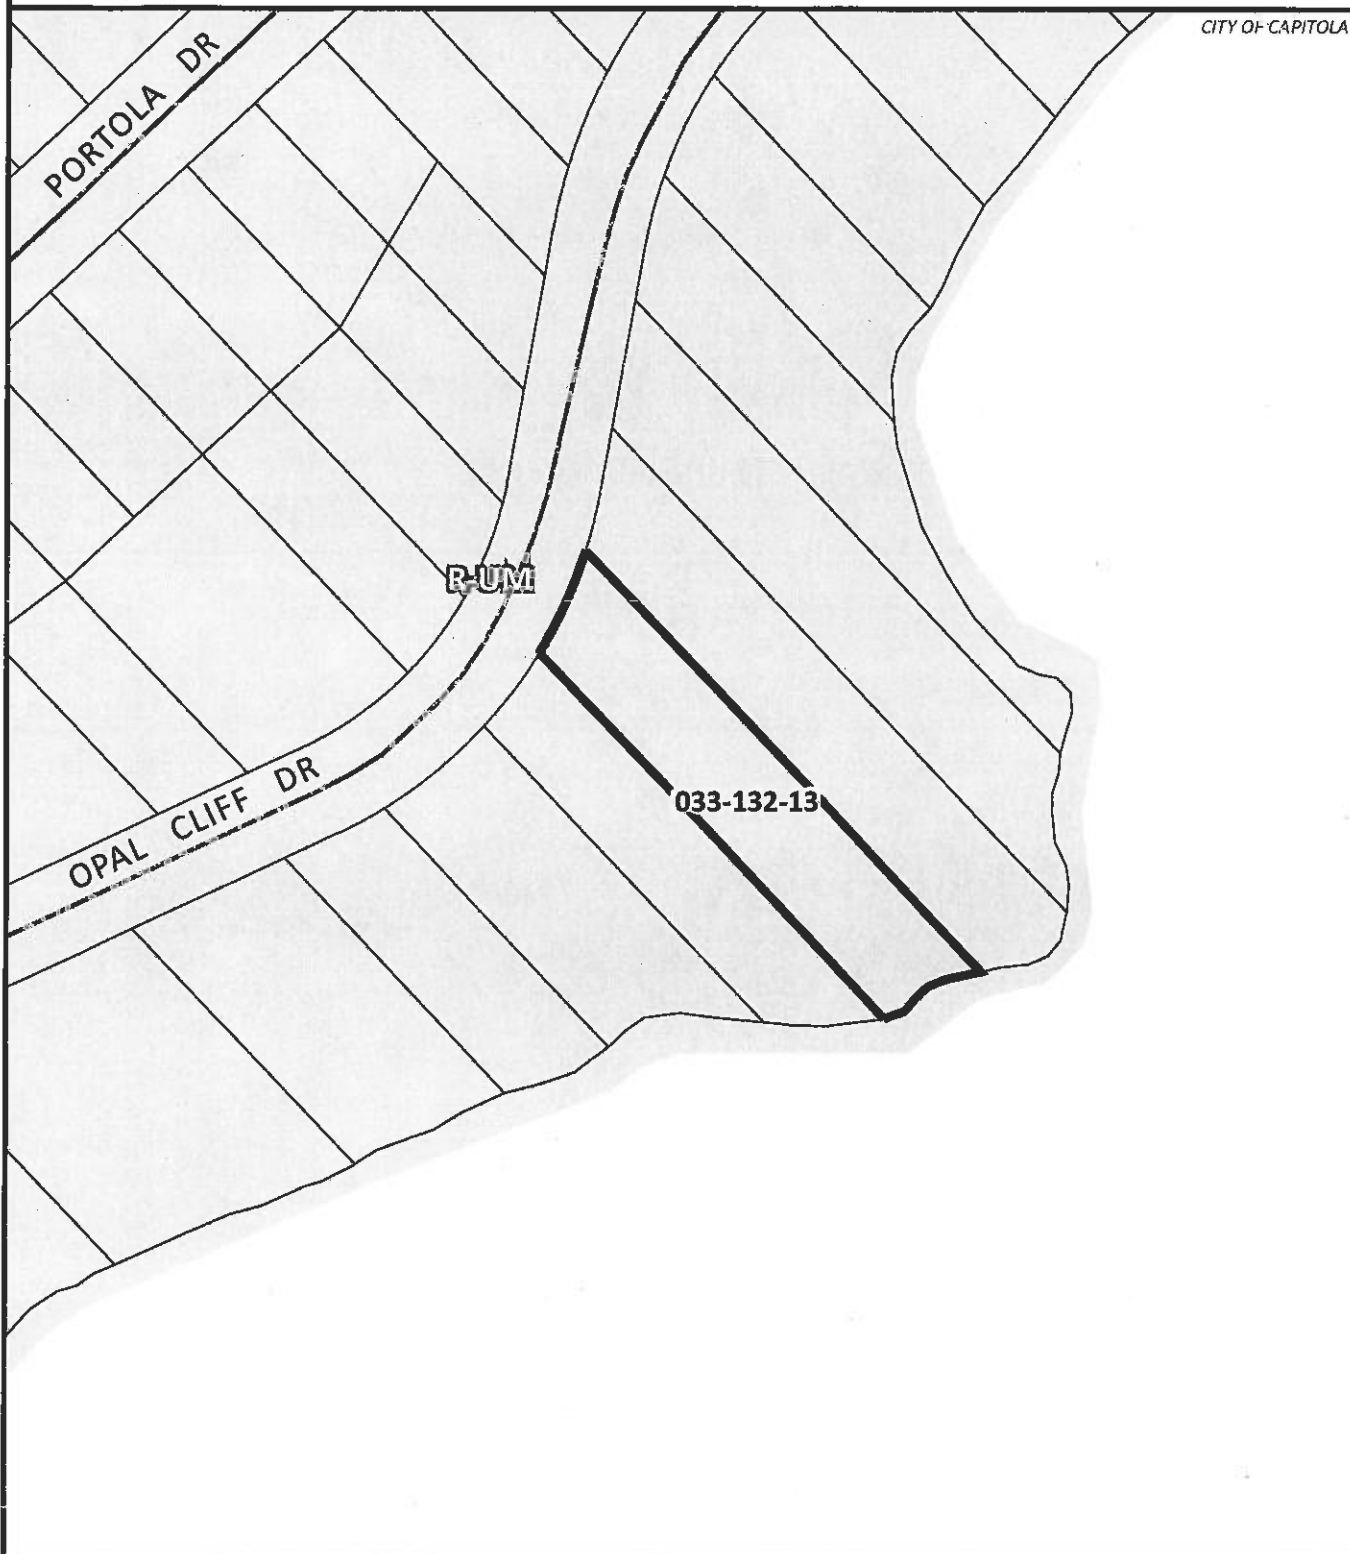 CITY OF CAPITOLA
PORTOLA DR
R-UM
OPAL CLIFF DR
033-132-13